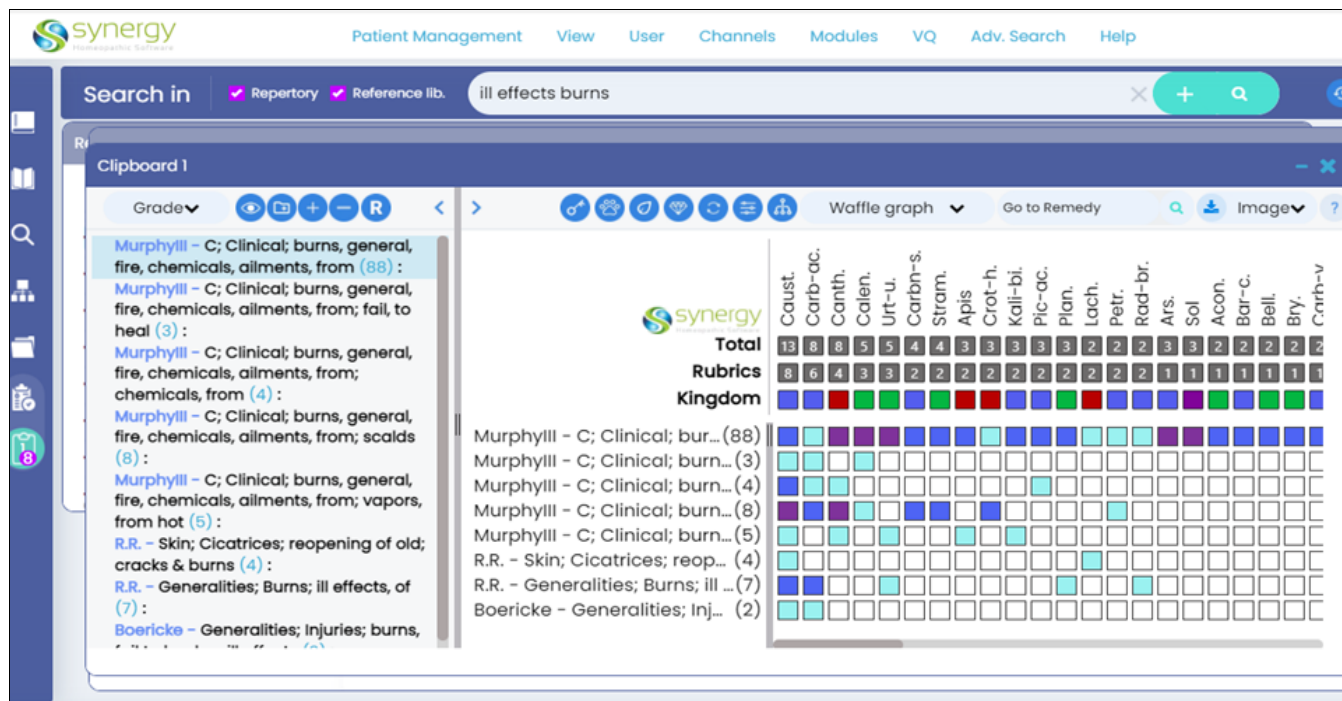 synergy
Homeopathic Software
Patient Management View User Channels Modules VQ Adv. Search Help
Search in Repertory Reference lib. ill effects burns
Clipboard 1
Grade R Waffle graph Go to Remedy Image ?
MurphyIII - C; Clinical; burns, general,
fire, chemicals, ailments, from (88) :
MurphyIII - C; Clinical; burns, general,
fire, chemicals, ailments, from; fail, to
heal (3) :
MurphyIII - C; Clinical; burns, general,
fire, chemicals, ailments, from;
chemicals, from (4) :
MurphyIII - C; Clinical; burns, general,
fire, chemicals, ailments, from; scalds
(8) :
MurphyIII - C; Clinical; burns, general,
fire, chemicals, ailments, from; vapors,
from hot (5) :
R.R. - Skin; Cicatrices; reopening of old;
cracks & burns (4) :
R.R. - Generalities; Burns; ill effects, of
(7) :
Boericke - Generalities; Injuries; burns,
8
synergy
Homeopathic Software
Caust. Carb-ac. Canth. Calen. Urt-u. Carbn-s. Stram. Apis Crot-h. Kali-bi. Pic-ac. Plan. Lach. Petr. Rad-br. Ars. Sol Acon. Bar-c. Bell. Bry. Carb-v
Total 13 8 8 5 5 4 4 3 3 3 3 3 2 2 2 3 3 2 2 2 2 2
Rubrics 8 6 4 3 3 2 2 2 2 2 2 2 2 2 2 1 1 1 1 1 1 1
Kingdom
MurphyIII - C; Clinical; bur...(88)
MurphyIII - C; Clinical; burn...(3)
MurphyIII - C; Clinical; burn...(4)
MurphyIII - C; Clinical; burn...(8)
MurphyIII - C; Clinical; burn...(5)
R.R. - Skin; Cicatrices; reop... (4)
R.R. - Generalities; Burns; ill ...(7)
Boericke - Generalities; Inj... (2)